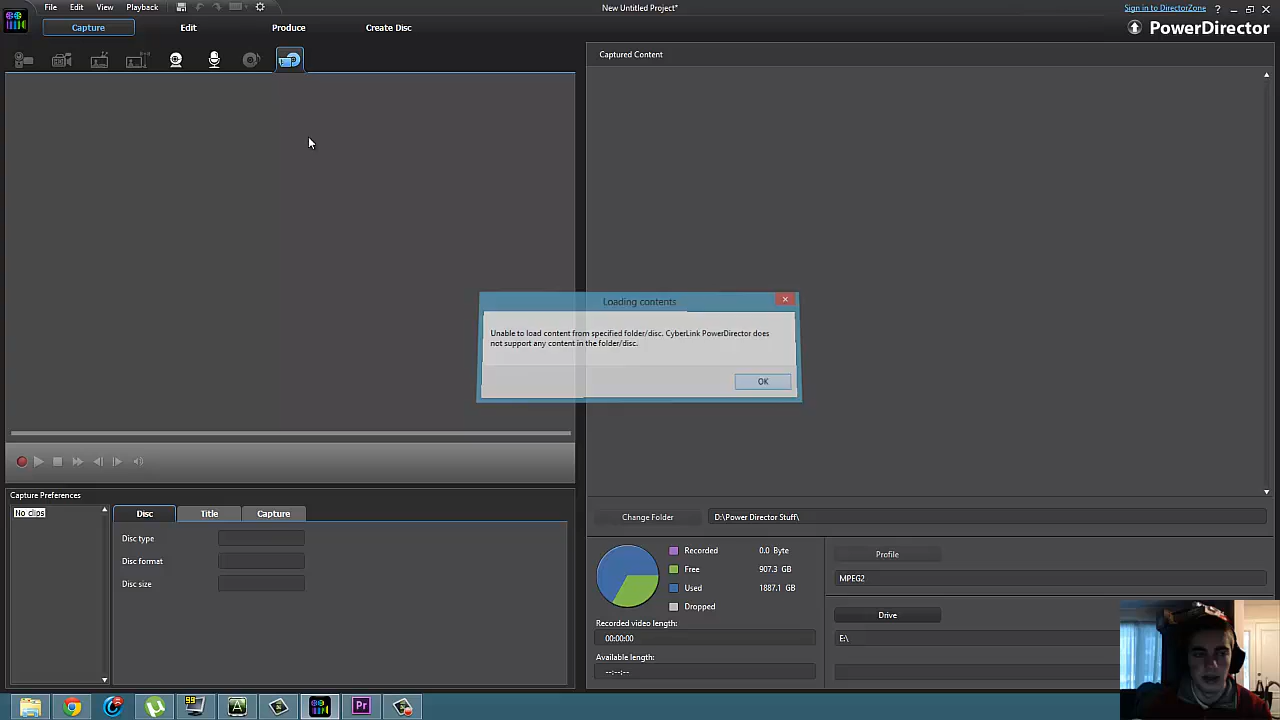 File Edit View Playback
New Untitled Project*
Sign in to DirectorZone
?
Capture Edit Produce Create Disc
PowerDirector
Captured Content
Loading contents
Unable to load content from specified folder/disc. CyberLink PowerDirector does
not support any content in the folder/disc.
OK
Capture Preferences
No clips
Disc Title Capture
Disc type
Disc format
Disc size
Change Folder D:\Power Director Stuff\
Recorded 0.0 Byte
Free 907.3 GB
Used 1887.1 GB
Dropped
Recorded video length:
00:00:00
Available length:
--:--:--
Profile
MPEG2
Drive
E:\
99
A
Pr